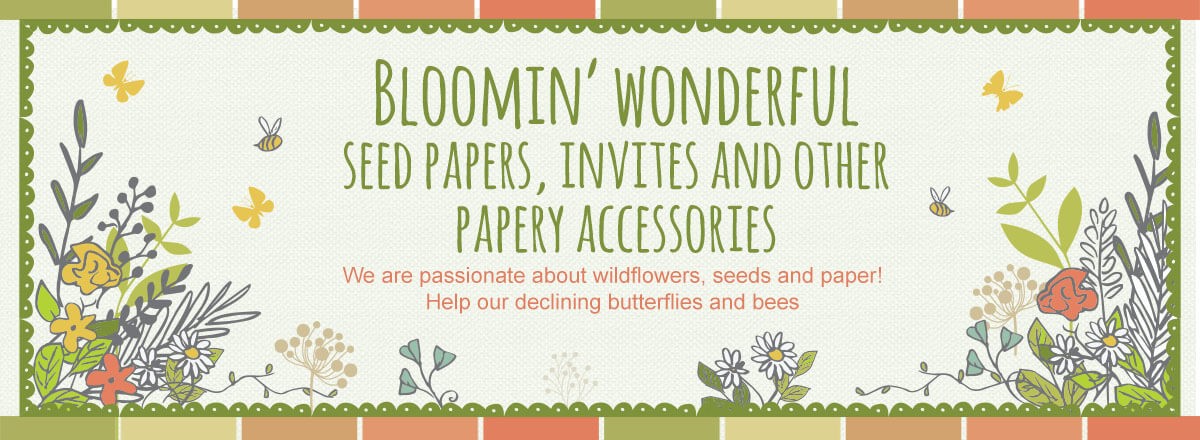 Bloomin' wonderful
seed papers, invites and other
papery accessories
We are passionate about wildflowers, seeds and paper!
Help our declining butterflies and bees